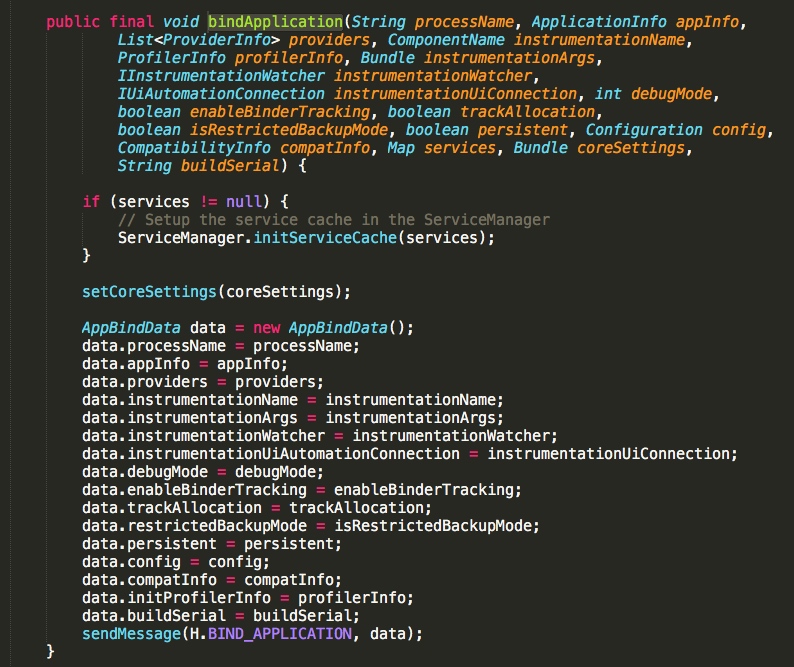 public final void bindApplication(String processName, ApplicationInfo appInfo,
List<ProviderInfo> providers, ComponentName instrumentationName,
ProfilerInfo profilerInfo, Bundle instrumentationArgs,
IInstrumentationWatcher instrumentationWatcher,
IUiAutomationConnection instrumentationUiConnection, int debugMode,
boolean enableBinderTracking, boolean trackAllocation,
boolean isRestrictedBackupMode, boolean persistent, Configuration config,
CompatibilityInfo compatInfo, Map services, Bundle coreSettings,
String buildSerial) {
if (services != null) {
// Setup the service cache in the ServiceManager
ServiceManager.initServiceCache(services);
}
setCoreSettings(coreSettings);
AppBindData data = new AppBindData();
data.processName = processName;
data.appInfo = appInfo;
data.providers = providers;
data.instrumentationName = instrumentationName;
data.instrumentationArgs = instrumentationArgs;
data.instrumentationWatcher = instrumentationWatcher;
data.instrumentationUiAutomationConnection = instrumentationUiConnection;
data.debugMode = debugMode;
data.enableBinderTracking = enableBinderTracking;
data.trackAllocation = trackAllocation;
data.restrictedBackupMode = isRestrictedBackupMode;
data.persistent = persistent;
data.config = config;
data.compatInfo = compatInfo;
data.initProfilerInfo = profilerInfo;
data.buildSerial = buildSerial;
sendMessage(H.BIND_APPLICATION, data);
}